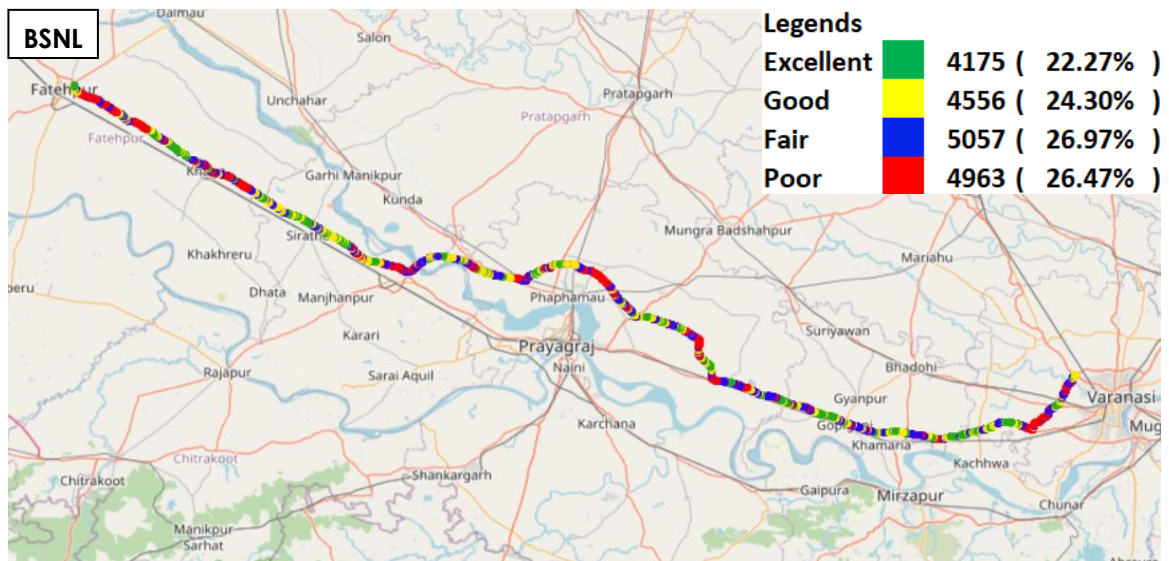 BSNL
Legends
Excellent 4175 ( 22.27% )
Good 4556 ( 24.30% )
Fair 5057 ( 26.97% )
Poor 4963 ( 26.47% )
Dalmau
Salon
Fatehpur
Unchahar
Pratapgarh
Pratapgarh
Fatehpur
Garhi Manikpur
Kunda
Mungra Badshahpur
Sirathu
Khakhreru
Mariahu
Dhata
Manjhanpur
Phaphamau
Karari
Suryiawan
Prayagraj
Rajapur
Sarai Aquil
Naini
Bhadohi
Gyanpur
Varanasi
Karchana
Khamaria
Chitrakoot
Kachhwa
Chitrakoot
Shankargarh
Gaipura
Mirzapur
Chunar
Manikpur
Sarhat